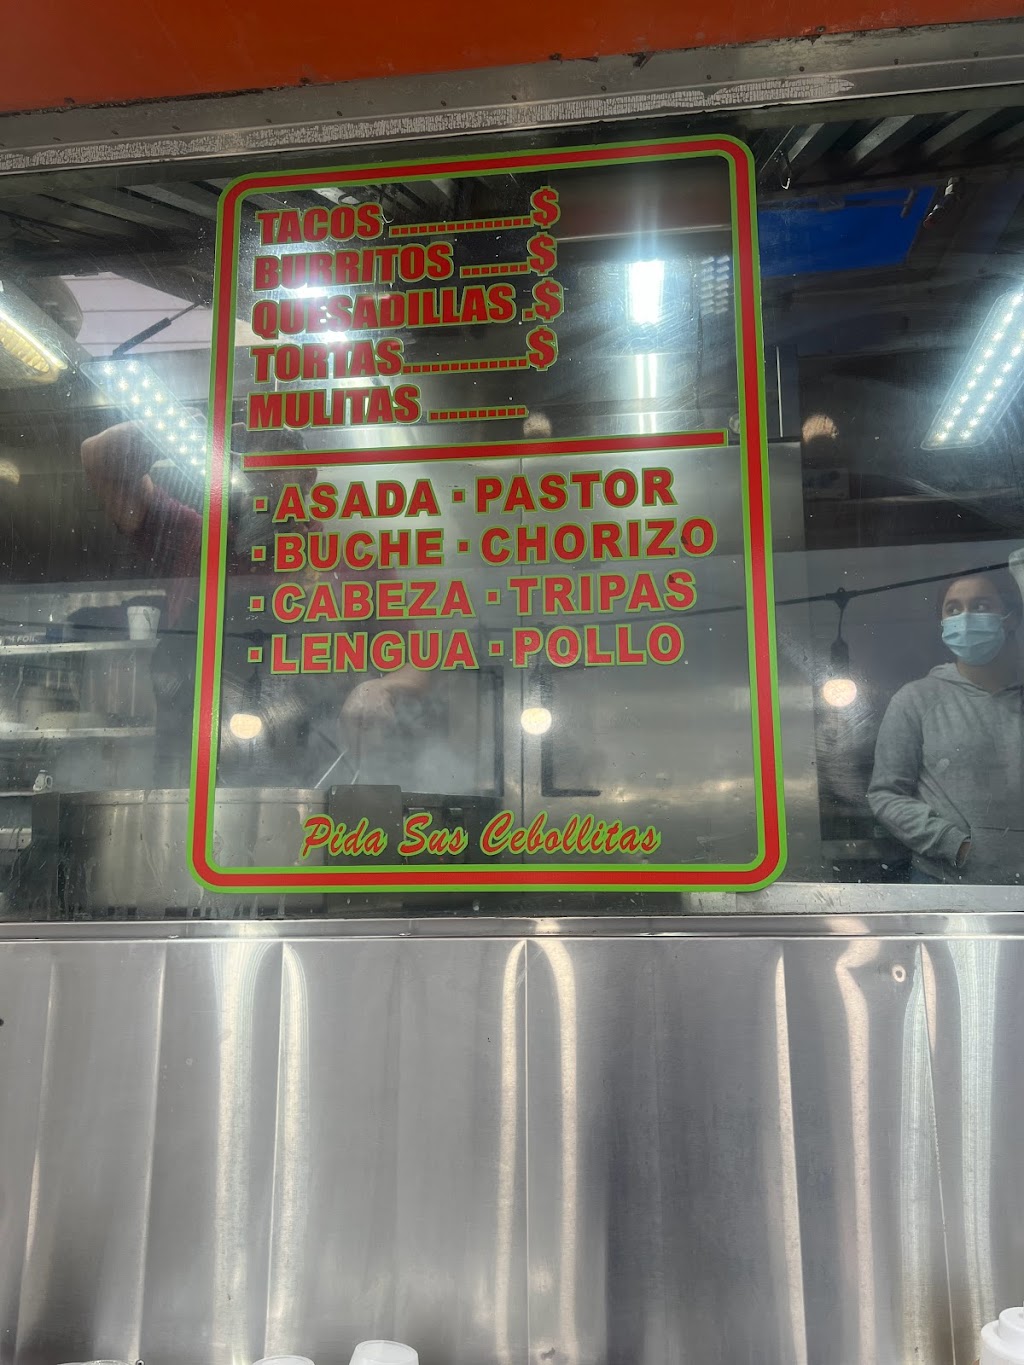 TACOS ................$
BURRITOS .......$
QUESADILLAS .$
TORTAS..............$
MULITAS ...........
· ASADA · PASTOR
· BUCHE · CHORIZO
· CABEZA · TRIPAS
· LENGUA · POLLO
Pida Sus Cebollitas